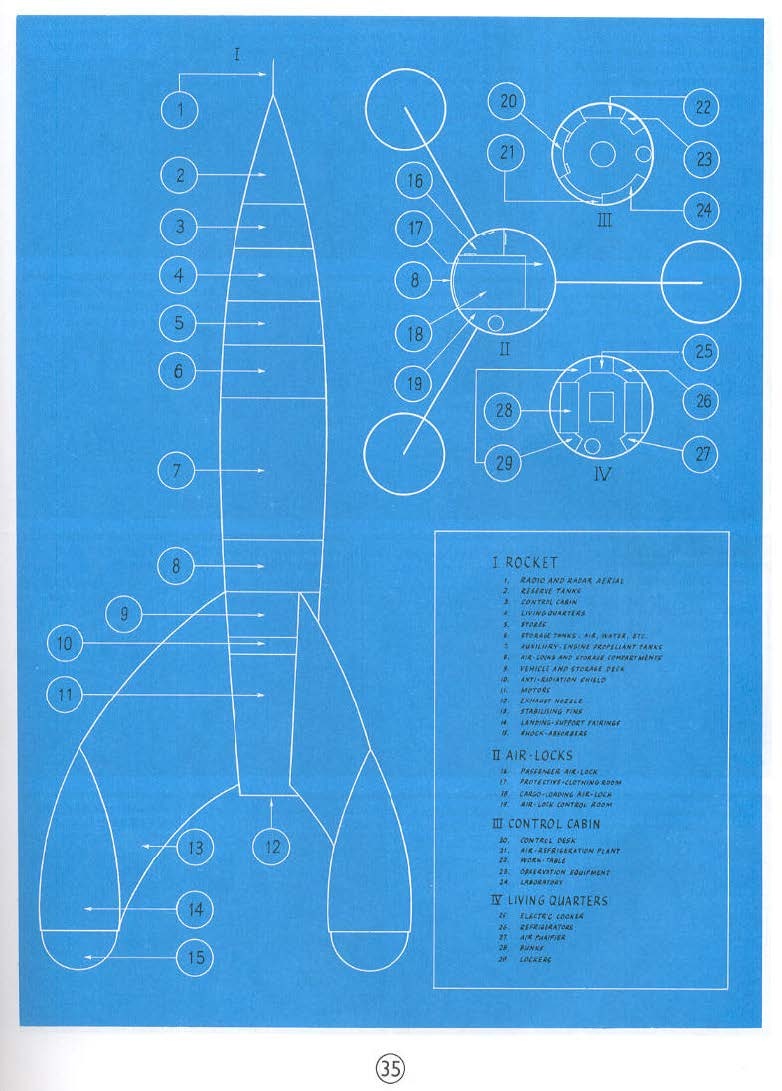 I
1
2
3
4
5
6
7
8
9
10
11
12
13
14
15
16
17
8
18
19
II
20
21
22
23
24
III
25
26
27
28
29
IV
I ROCKET
1. RADIO AND RADAR AERIAL
2. RESERVE TANKS
3. CONTROL CABIN
4. LIVING QUARTERS
5. STORES
6. STORAGE TANKS: AIR, WATER, ETC.
7. AUXILIARY-ENGINE PROPELLANT TANKS
8. AIR-LOCKS AND STORAGE COMPARTMENTS
9. VEHICLE AND STORAGE DECK
10. ANTI-RADIATION SHIELD
11. MOTORS
12. EXHAUST NOZZLE
13. STABILISING FINS
14. LANDING-SUPPORT FAIRINGS
15. SHOCK-ABSORBERS
II AIR-LOCKS
16. PASSENGER AIR-LOCK
17. PROTECTIVE-CLOTHING ROOM
18. CARGO-LOADING AIR-LOCK
19. AIR-LOCK CONTROL ROOM
III CONTROL CABIN
20. CONTROL DESK
21. AIR-REFRIGERATION PLANT
22. WORK-TABLE
23. OBSERVATION EQUIPMENT
24. LABORATORY
IV LIVING QUARTERS
25. ELECTRIC COOKER
26. REFRIGERATORS
27. AIR PURIFIER
28. BUNKS
29. LOCKERS
35